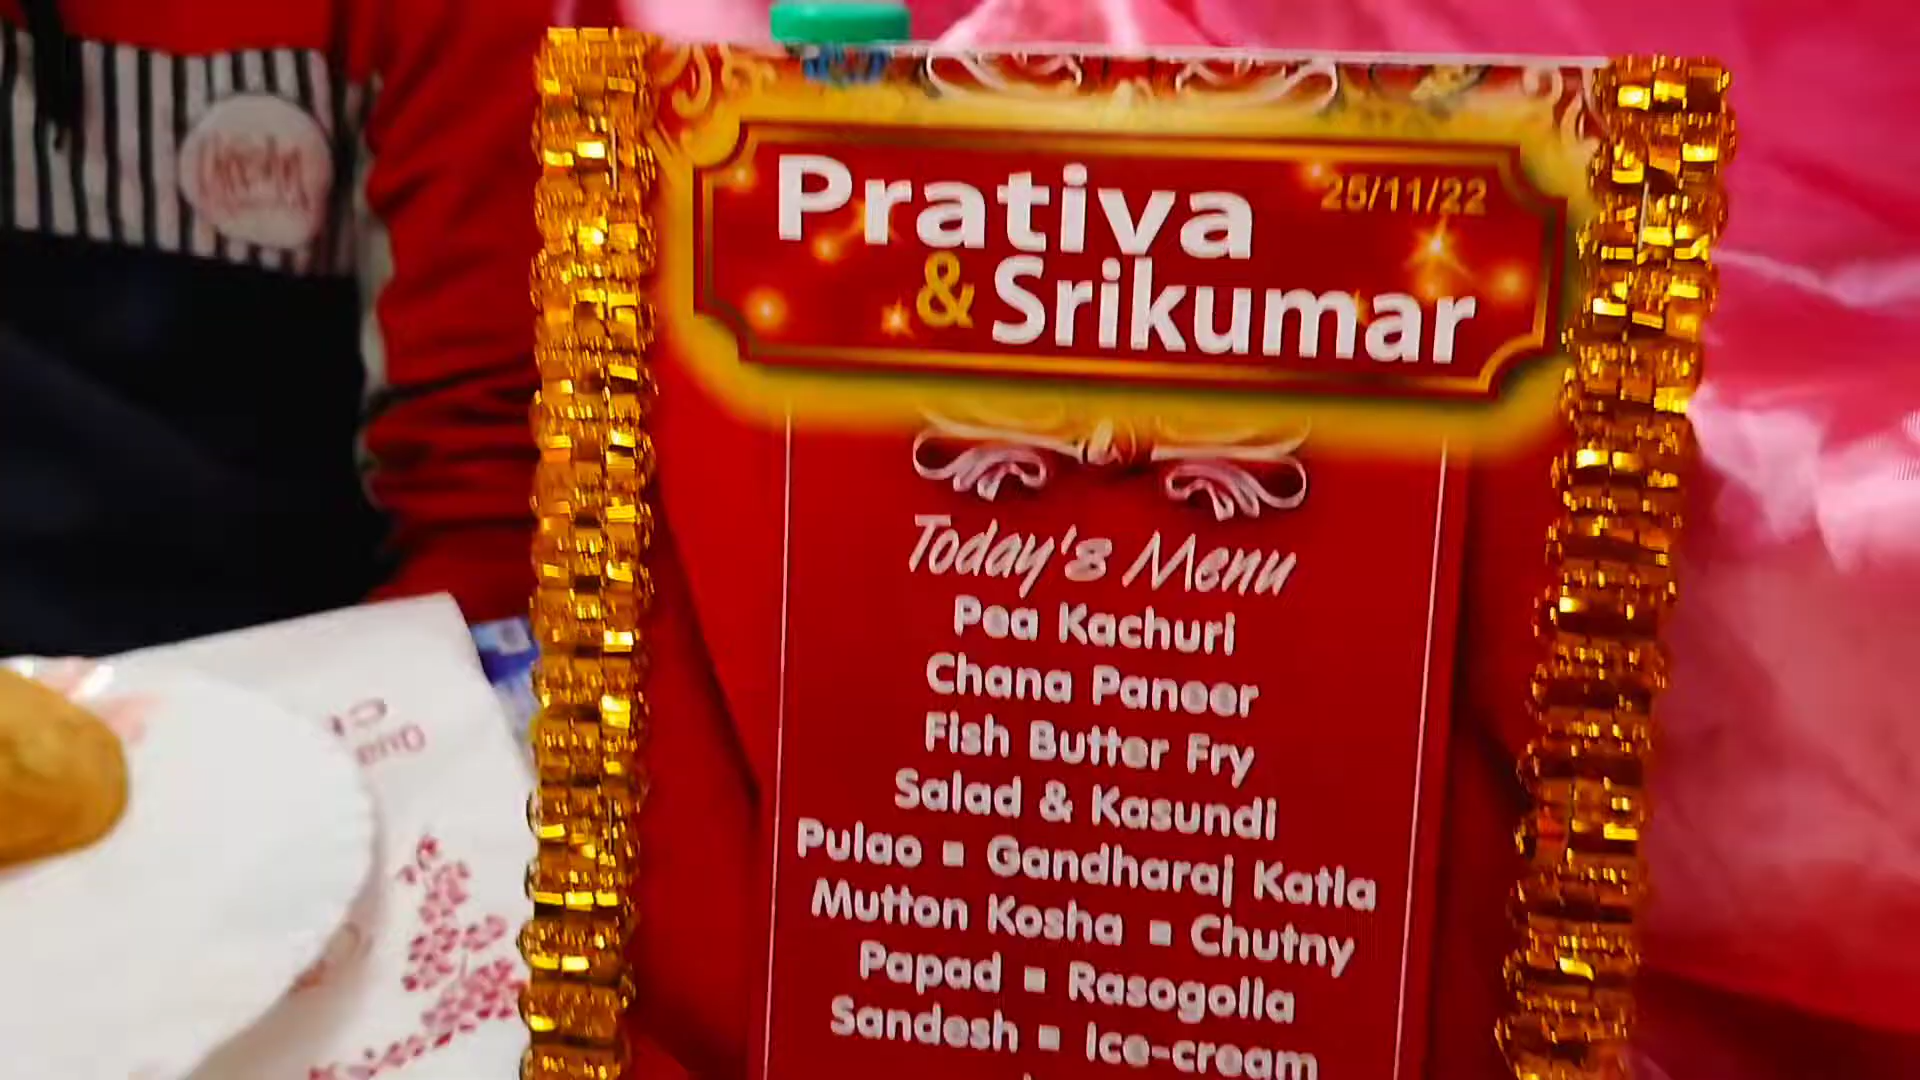 Prativa
25/11/22
& Srikumar
Today's Menu
Pea Kachuri
Chana Paneer
Fish Butter Fry
Salad & Kasundi
Pulao ▪ Gandharaj Katla
Mutton Kosha ▪ Chutny
Papad ▪ Rasogolla
Sandesh ▪ Ice-cream